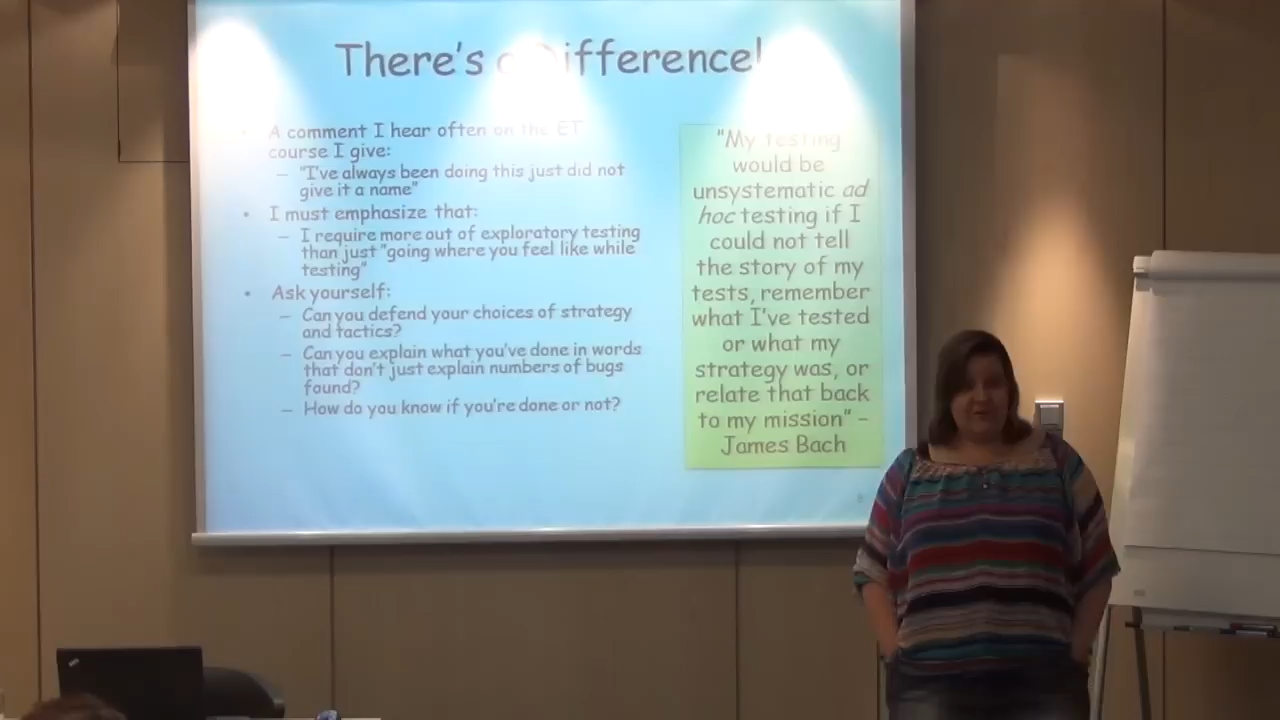 There's a Difference!
• A comment I hear often on the ET
course I give:
– "I've always been doing this just did not
give it a name"
• I must emphasize that:
– I require more out of exploratory testing
than just "going where you feel like while
testing"
• Ask yourself:
– Can you defend your choices of strategy
and tactics?
– Can you explain what you've done in words
that don't just explain numbers of bugs
found?
– How do you know if you're done or not?
"My testing
would be
unsystematic ad
hoc testing if I
could not tell
the story of my
tests, remember
what I've tested
or what my
strategy was, or
relate that back
to my mission" –
James Bach